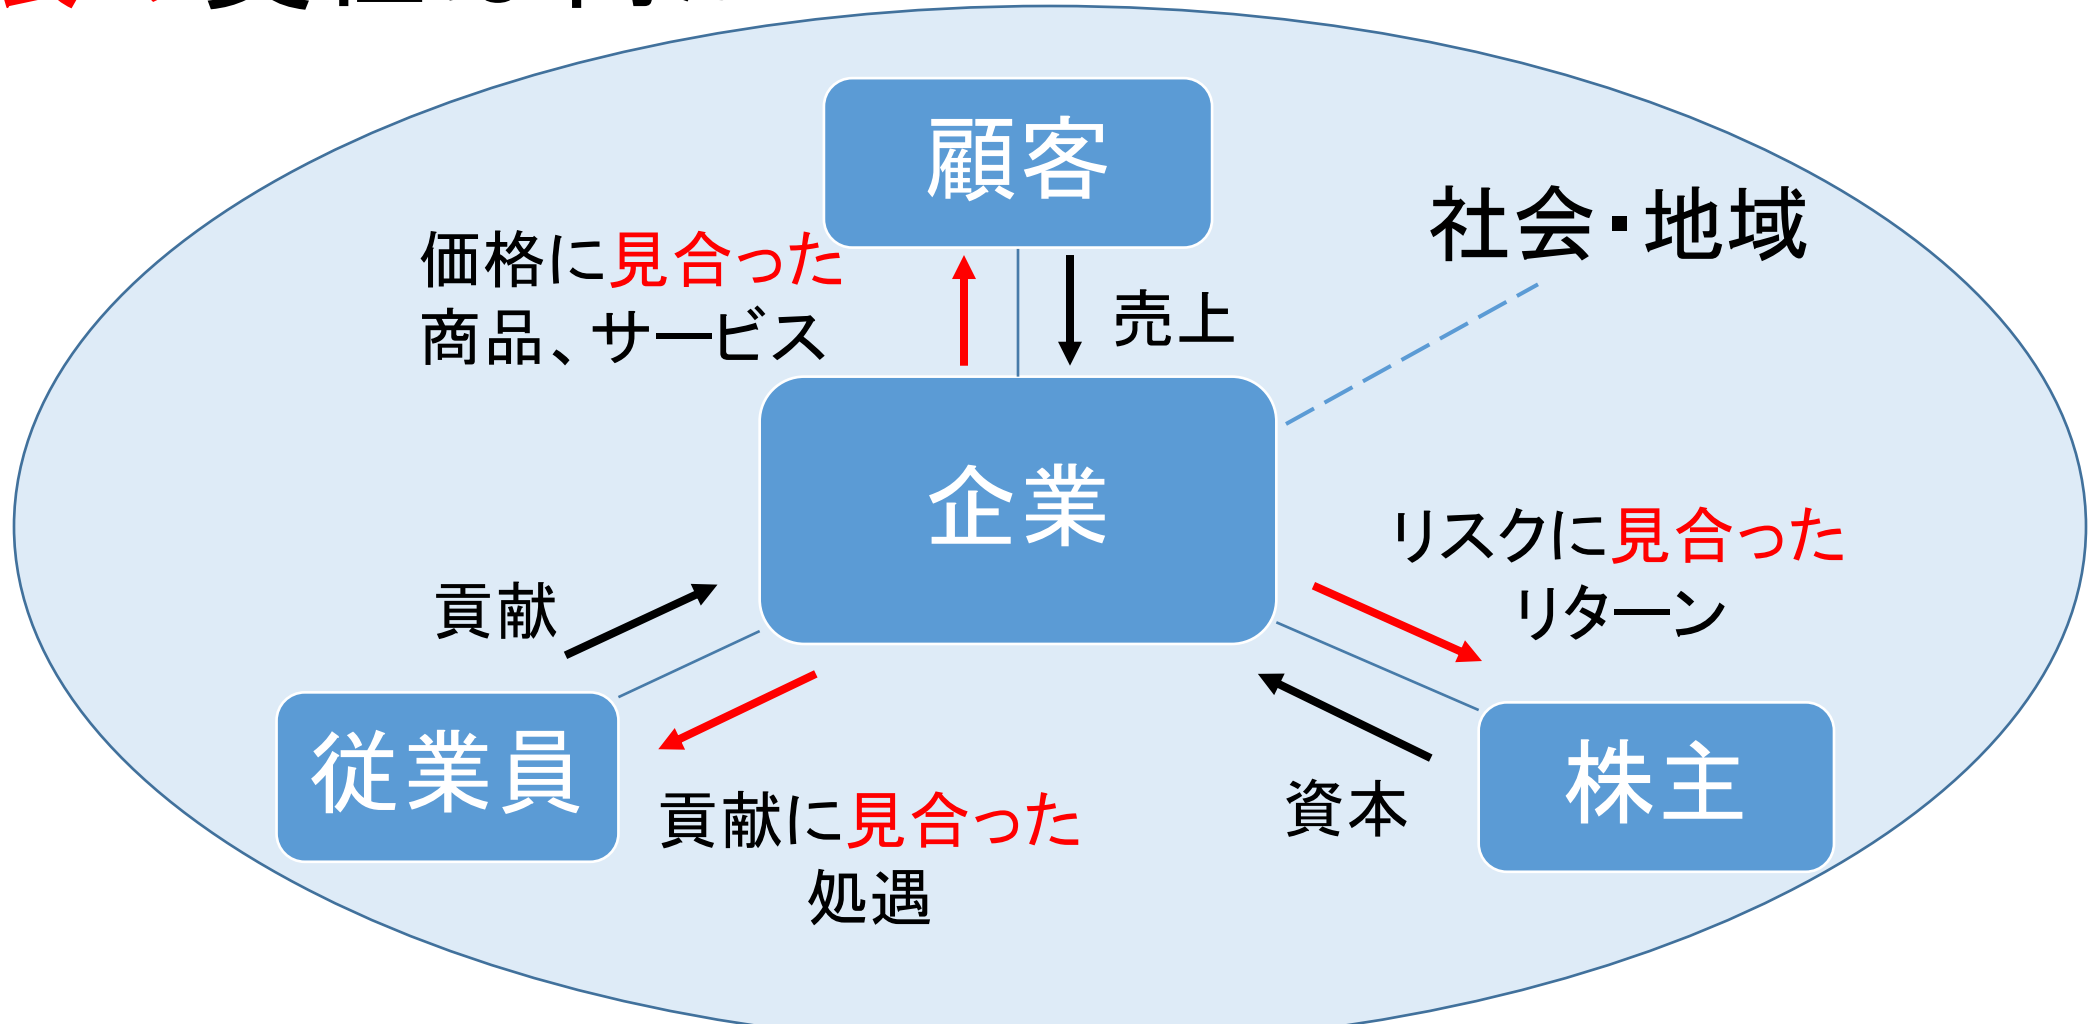 顧客
社会・地域
価格に見合った
商品、サービス
売上
企業
リスクに見合った
リターン
貢献
従業員
株主
貢献に見合った
処遇
資本